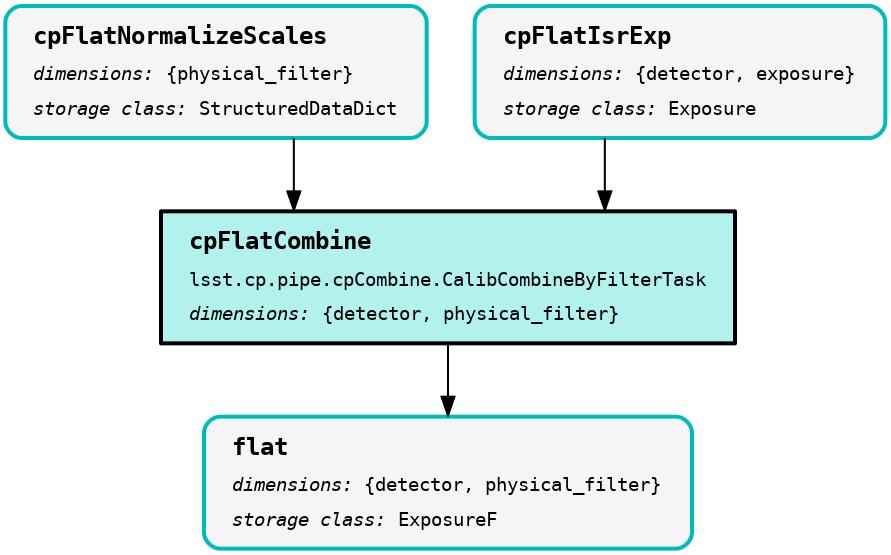 cpFlatNormalizeScales
dimensions: {physical_filter}
storage class: StructuredDataDict
cpFlatIsrExp
dimensions: {detector, exposure}
storage class: Exposure
cpFlatCombine
lsst.cp.pipe.cpCombine.CalibCombineByFilterTask
dimensions: {detector, physical_filter}
flat
dimensions: {detector, physical_filter}
storage class: ExposureF